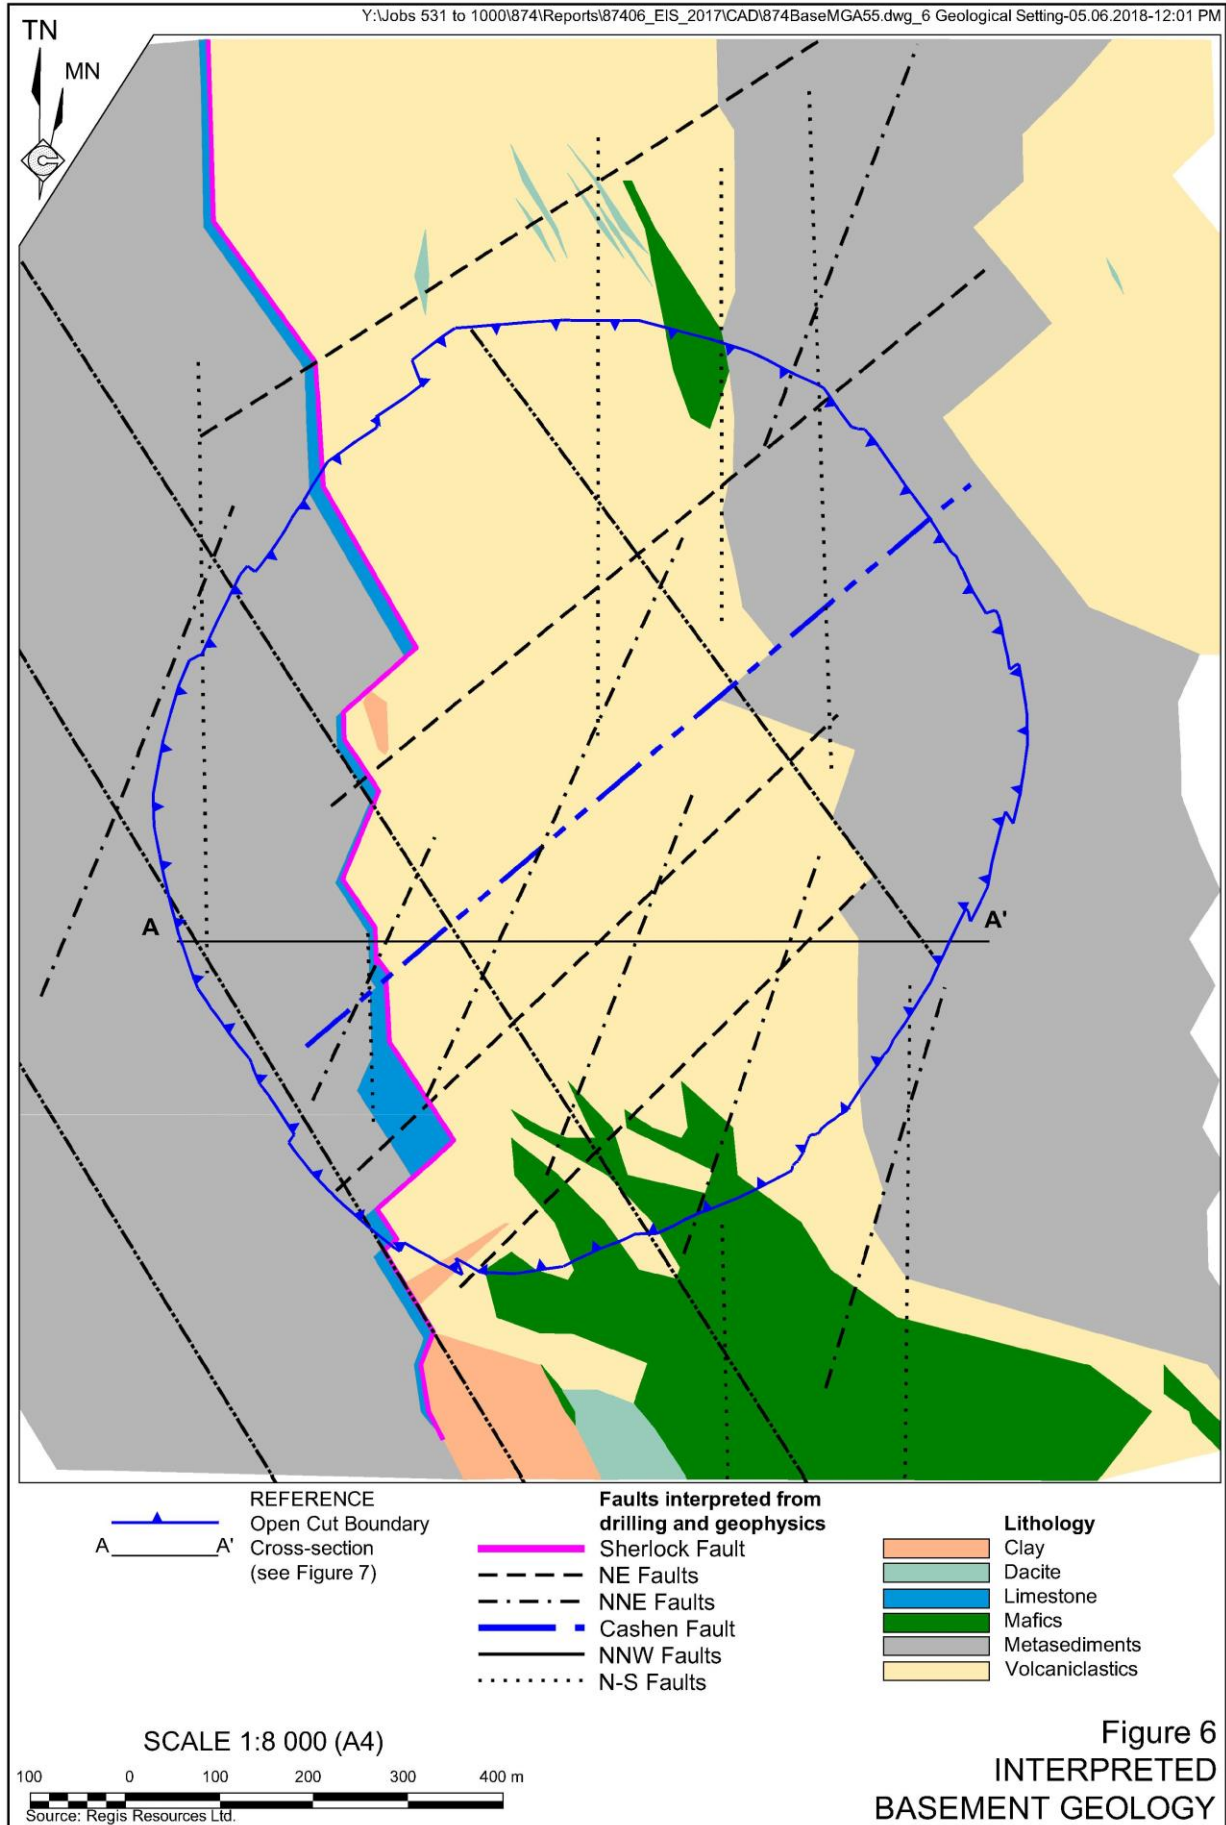 Y:\Jobs 531 to 1000\874\Reports\87406_EIS_2017\CAD\874BaseMGA55.dwg_6 Geological Setting-05.06.2018-12:01 PM
TN
MN
A
A'
REFERENCE
Open Cut Boundary
A A' Cross-section
(see Figure 7)
Faults interpreted from
drilling and geophysics
Sherlock Fault
NE Faults
NNE Faults
Cashen Fault
NNW Faults
N-S Faults
Lithology
Clay
Dacite
Limestone
Mafics
Metasediments
Volcaniclastics
SCALE 1:8 000 (A4)
100 0 100 200 300 400 m
Source: Regis Resources Ltd.
Figure 6
INTERPRETED
BASEMENT GEOLOGY